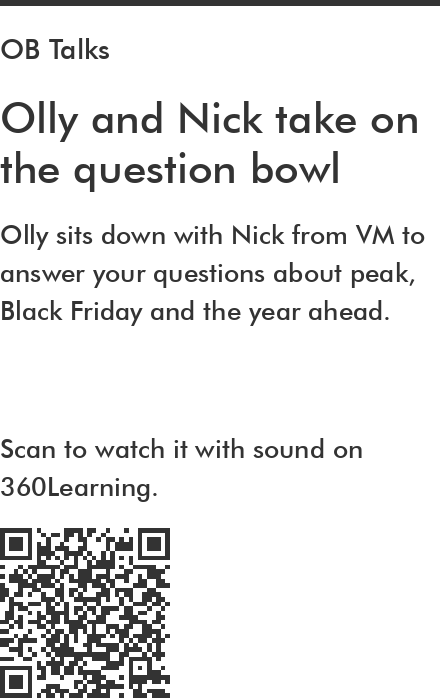 OB Talks
Olly and Nick take on
the question bowl
Olly sits down with Nick from VM to
answer your questions about peak,
Black Friday and the year ahead.
Scan to watch it with sound on
360Learning.